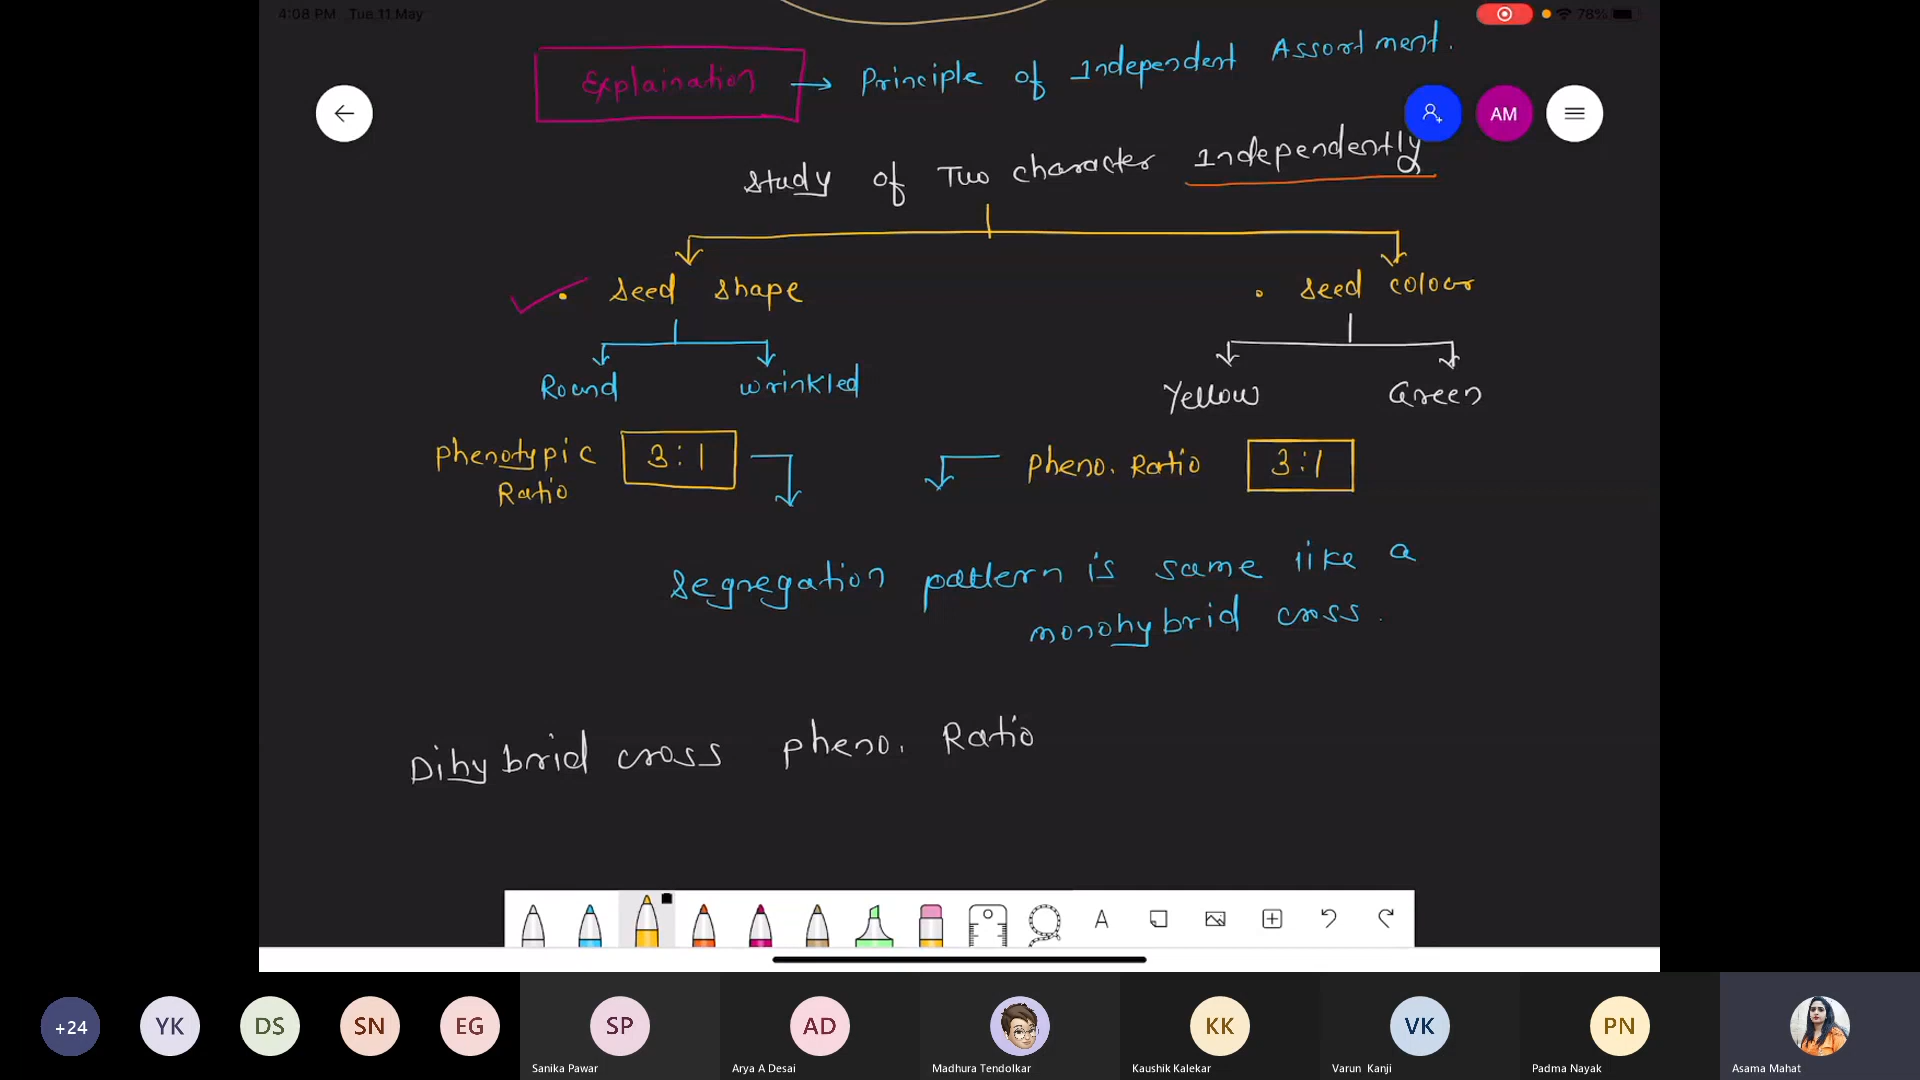 4:08 PM Tue 11 May
78%
Explaination → Principle of Independent Assortment.
AM
Study of Two character Independently
• Seed shape
• Seed colour
Round
wrinkled
Yellow
Green
Phenotypic Ratio 3:1
Pheno. Ratio 3:1
Segregation pattern is same like a
monohybrid cross.
Dihybrid cross pheno. Ratio
A
+24
YK
DS
SN
EG
SP
AD
KK
VK
PN
Sanika Pawar
Arya A Desai
Madhura Tendolkar
Kaushik Kalekar
Varun Kanji
Padma Nayak
Asama Mahat